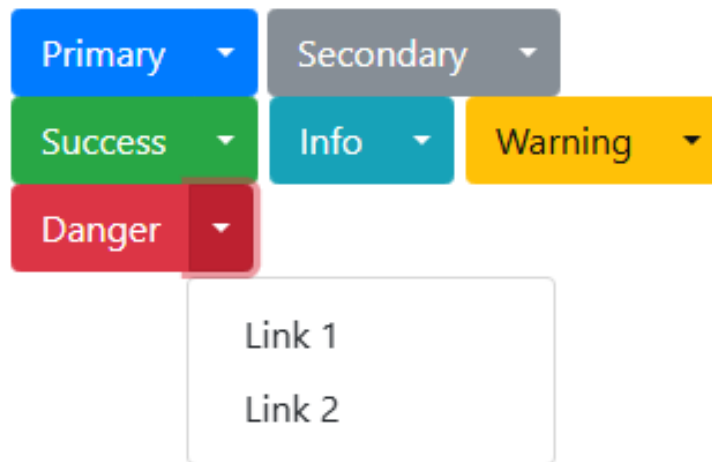 Primary Secondary
Success Info Warning
Danger
Link 1
Link 2